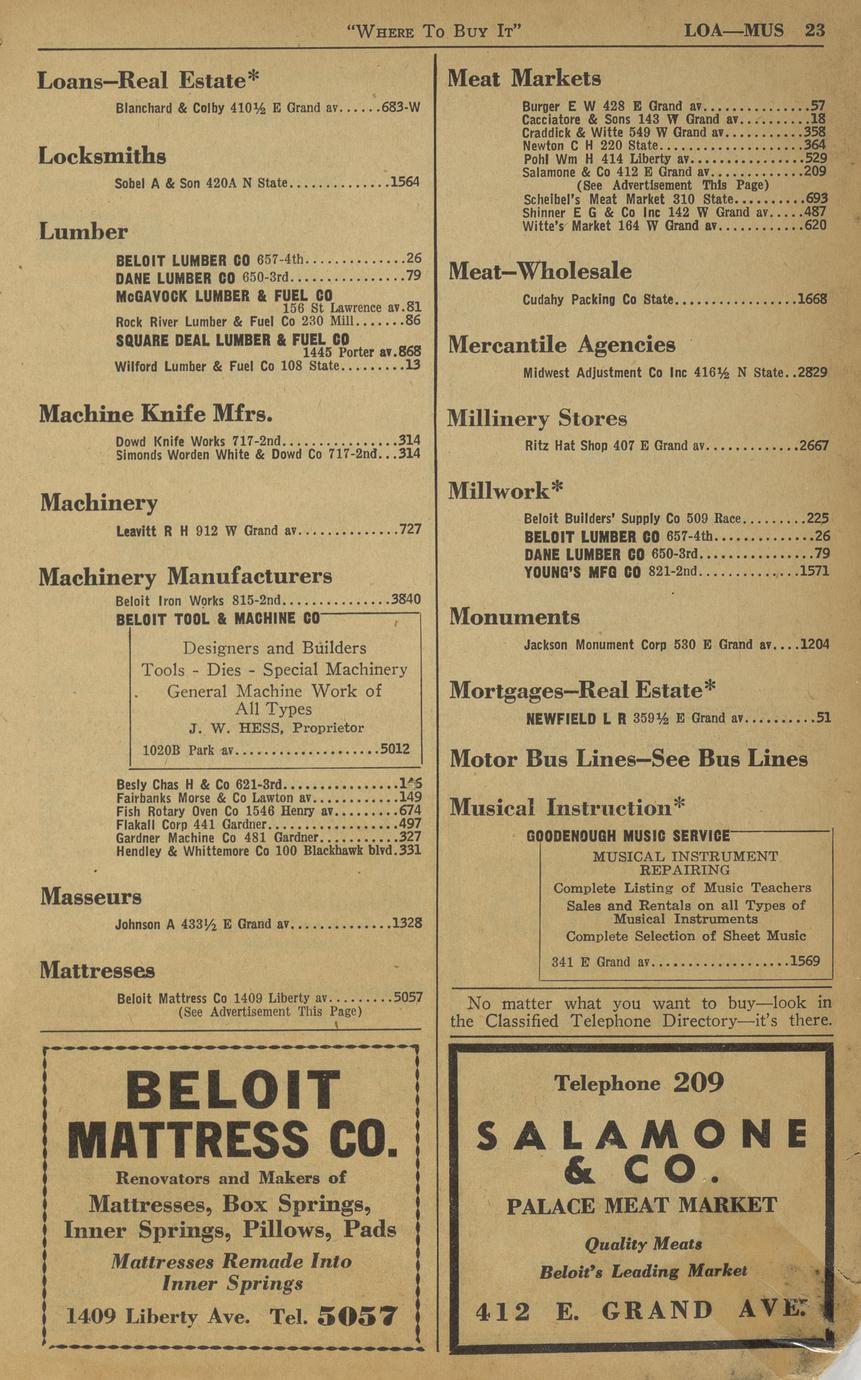 "Where To Buy It" LOA—MUS 23
Loans—Real Estate*
Blanchard & Colby 410½ E Grand av......683-W
Locksmiths
Sobel A & Son 420A N State..............1564
Lumber
BELOIT LUMBER CO 657-4th..............26
DANE LUMBER CO 650-3rd................79
McGAVOCK LUMBER & FUEL CO
156 St Lawrence av.81
Rock River Lumber & Fuel Co 230 Mill.......86
SQUARE DEAL LUMBER & FUEL CO
1445 Porter av.868
Wilford Lumber & Fuel Co 108 State.........13
Machine Knife Mfrs.
Dowd Knife Works 717-2nd................314
Simonds Worden White & Dowd Co 717-2nd...314
Machinery
Leavitt R H 912 W Grand av..............727
Machinery Manufacturers
Beloit Iron Works 815-2nd...............3840
BELOIT TOOL & MACHINE CO
Designers and Builders
Tools - Dies - Special Machinery
General Machine Work of
All Types
J. W. HESS, Proprietor
1020B Park av....................5012
Besly Chas H & Co 621-3rd................
Fairbanks Morse & Co Lawton av............149
Fish Rotary Oven Co 1546 Henry av.........674
Flakall Corp 441 Gardner..................497
Gardner Machine Co 481 Gardner...........327
Hendley & Whittemore Co 100 Blackhawk blvd.331
Masseurs
Johnson A 433½ E Grand av..............1328
Mattresses
Beloit Mattress Co 1409 Liberty av.........5057
(See Advertisement This Page)
BELOIT
MATTRESS CO.
Renovators and Makers of
Mattresses, Box Springs,
Inner Springs, Pillows, Pads
Mattresses Remade Into
Inner Springs
1409 Liberty Ave. Tel. 5057
Meat Markets
Burger E W 428 E Grand av...............57
Cacciatore & Sons 143 W Grand av..........18
Craddick & Witte 549 W Grand av...........358
Newton C H 220 State....................364
Pohl Wm H 414 Liberty av................529
Salamone & Co 412 E Grand av.............209
(See Advertisement This Page)
Scheibel's Meat Market 310 State..........693
Shinner E G & Co Inc 142 W Grand av.....487
Witte's Market 164 W Grand av............620
Meat—Wholesale
Cudahy Packing Co State.................1668
Mercantile Agencies
Midwest Adjustment Co Inc 416½ N State..2829
Millinery Stores
Ritz Hat Shop 407 E Grand av.............2667
Millwork*
Beloit Builders' Supply Co 509 Race.........225
BELOIT LUMBER CO 657-4th..............26
DANE LUMBER CO 650-3rd................79
YOUNG'S MFG CO 821-2nd..............1571
Monuments
Jackson Monument Corp 530 E Grand av....1204
Mortgages—Real Estate*
NEWFIELD L R 359½ E Grand av..........51
Motor Bus Lines—See Bus Lines
Musical Instruction*
GOODENOUGH MUSIC SERVICE
MUSICAL INSTRUMENT
REPAIRING
Complete Listing of Music Teachers
Sales and Rentals on all Types of
Musical Instruments
Complete Selection of Sheet Music
341 E Grand av...................1569
No matter what you want to buy—look in
the Classified Telephone Directory—it's there.
Telephone 209
SALAMONE
& CO.
PALACE MEAT MARKET
Quality Meats
Beloit's Leading Market
412 E. GRAND AVE.